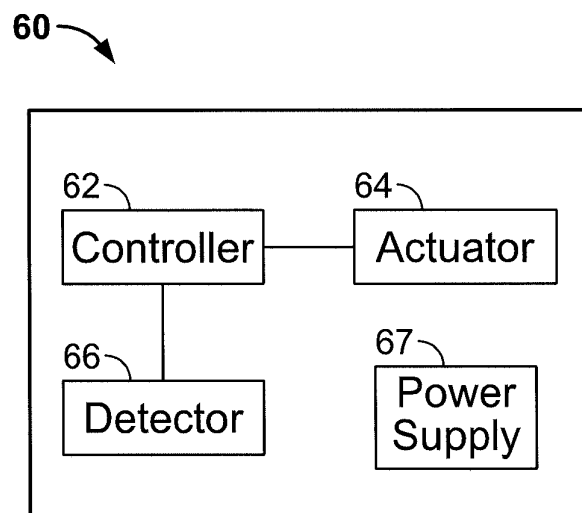 60
62
Controller
64
Actuator
66
Detector
67
Power
Supply